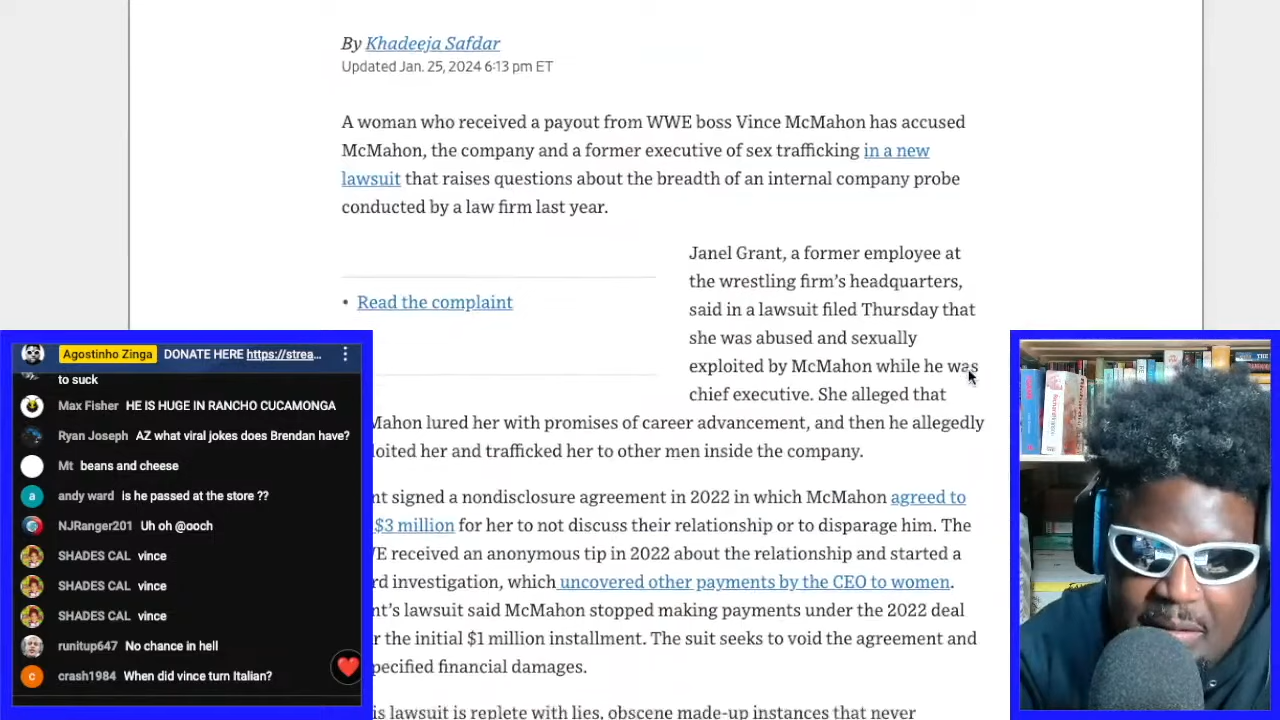 By Khadeeja Safdar
Updated Jan. 25, 2024 6:13 pm ET
A woman who received a payout from WWE boss Vince McMahon has accused
McMahon, the company and a former executive of sex trafficking in a new
lawsuit that raises questions about the breadth of an internal company probe
conducted by a law firm last year.
Janel Grant, a former employee at
the wrestling firm's headquarters,
said in a lawsuit filed Thursday that
she was abused and sexually
exploited by McMahon while he was
chief executive. She alleged that
• Read the complaint
Mahon lured her with promises of career advancement, and then he allegedly
loited her and trafficked her to other men inside the company.
nt signed a nondisclosure agreement in 2022 in which McMahon agreed to
$3 million for her to not discuss their relationship or to disparage him. The
E received an anonymous tip in 2022 about the relationship and started a
rd investigation, which uncovered other payments by the CEO to women.
nt's lawsuit said McMahon stopped making payments under the 2022 deal
r the initial $1 million installment. The suit seeks to void the agreement and
pecified financial damages.
is lawsuit is replete with lies, obscene made-up instances that never
Agostinho Zinga DONATE HERE https://strea...
to suck
Max Fisher HE IS HUGE IN RANCHO CUCAMONGA
Ryan Joseph AZ what viral jokes does Brendan have?
Mt beans and cheese
a andy ward is he passed at the store ??
NJRanger201 Uh oh @ooch
SHADES CAL vince
SHADES CAL vince
SHADES CAL vince
runitup647 No chance in hell
c crash1984 When did vince turn Italian?